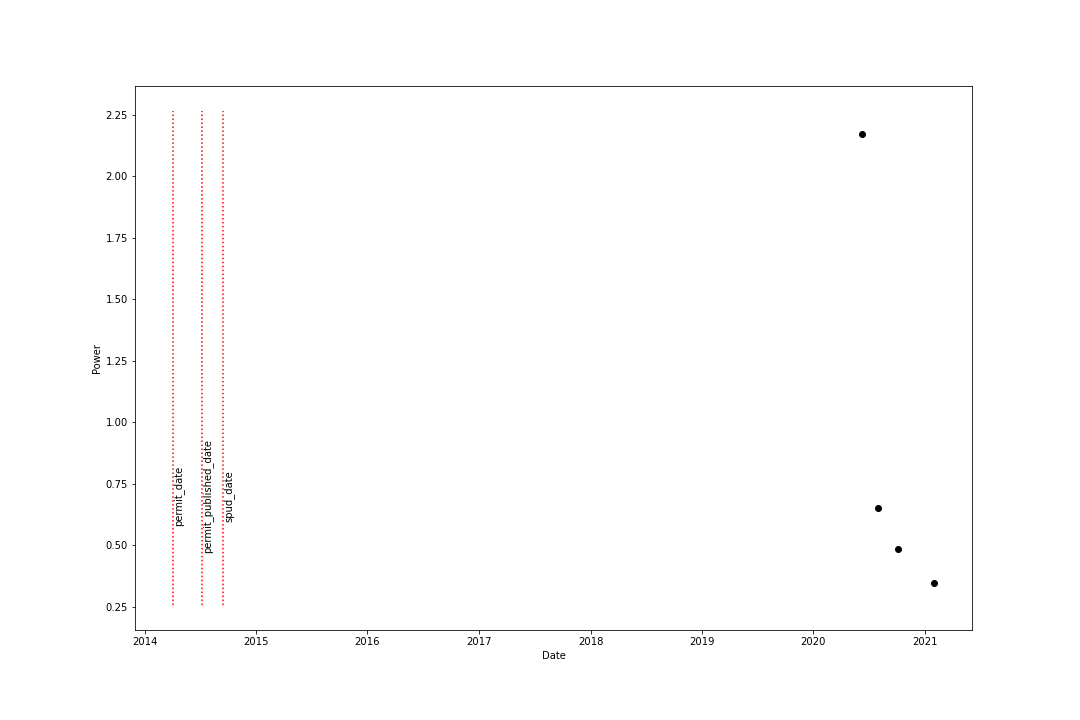 2.25
2.00
1.75
1.50
1.25
1.00
0.75
0.50
0.25
Power
permit_date
permit_published_date
spud_date
2014 2015 2016 2017 2018 2019 2020 2021
Date